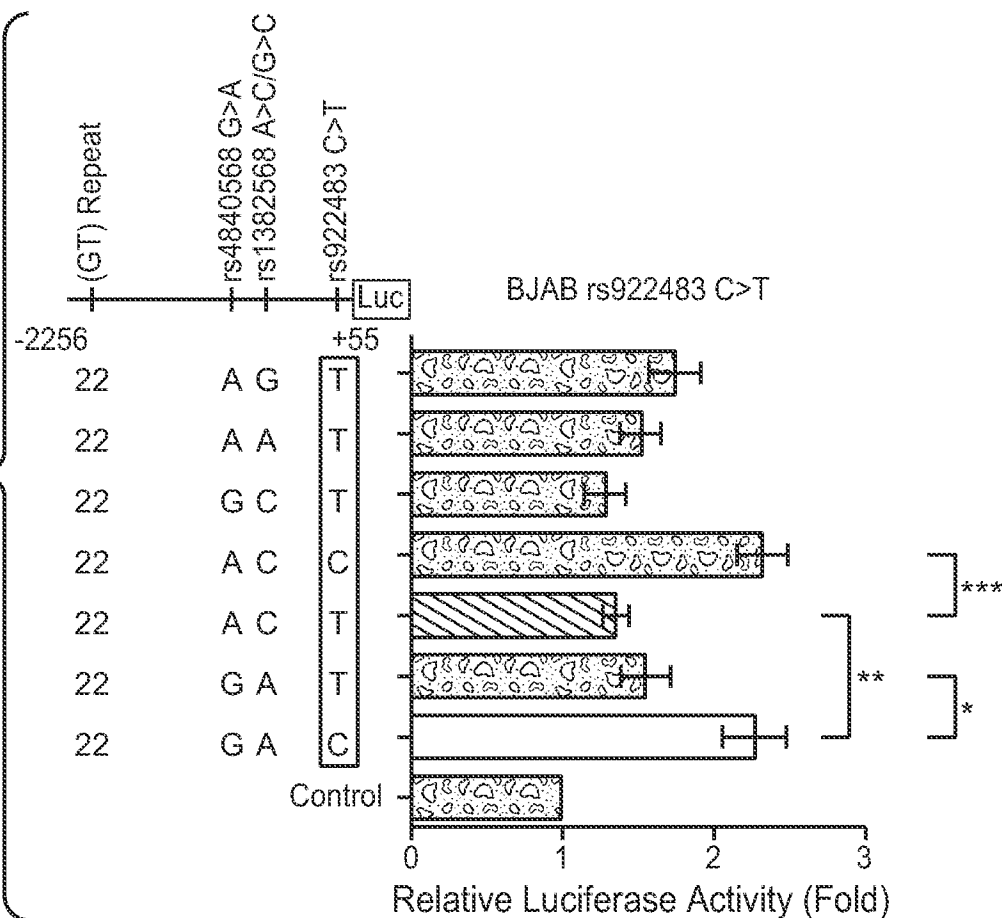 (GT) Repeat
rs4840568 G>A
rs1382568 A>C/G>C
rs922483 C>T
Luc
BJAB rs922483 C>T
-2256
+55
22 A G T
22 A A T
22 G C T
22 A C C
22 A C T
22 G A T
22 G A C
Control
***
**
*
0 1 2 3
Relative Luciferase Activity (Fold)